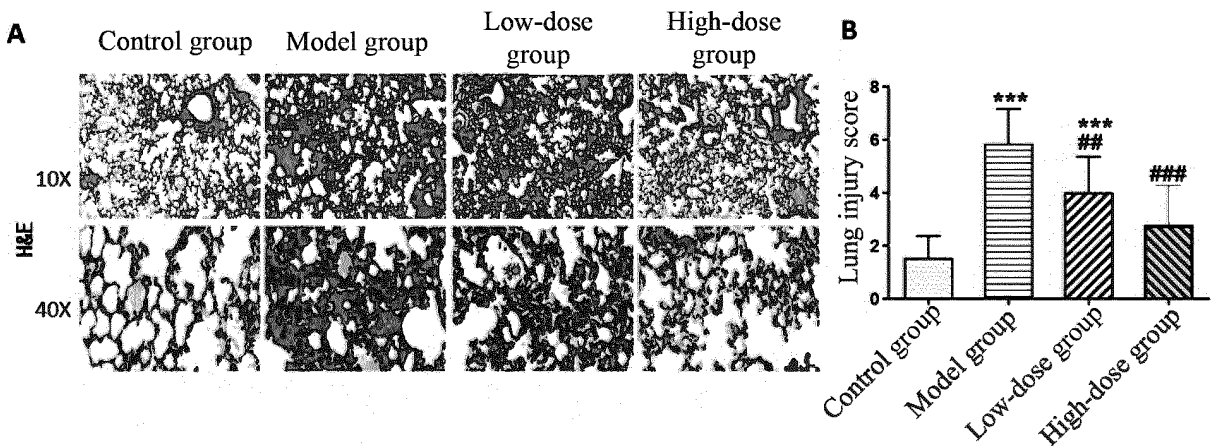 A
Control group
Model group
Low-dose
group
High-dose
group
H&E
10X
40X
B
Lung injury score
8
6
4
2
0
***
***
##
###
Control group
Model group
Low-dose group
High-dose group